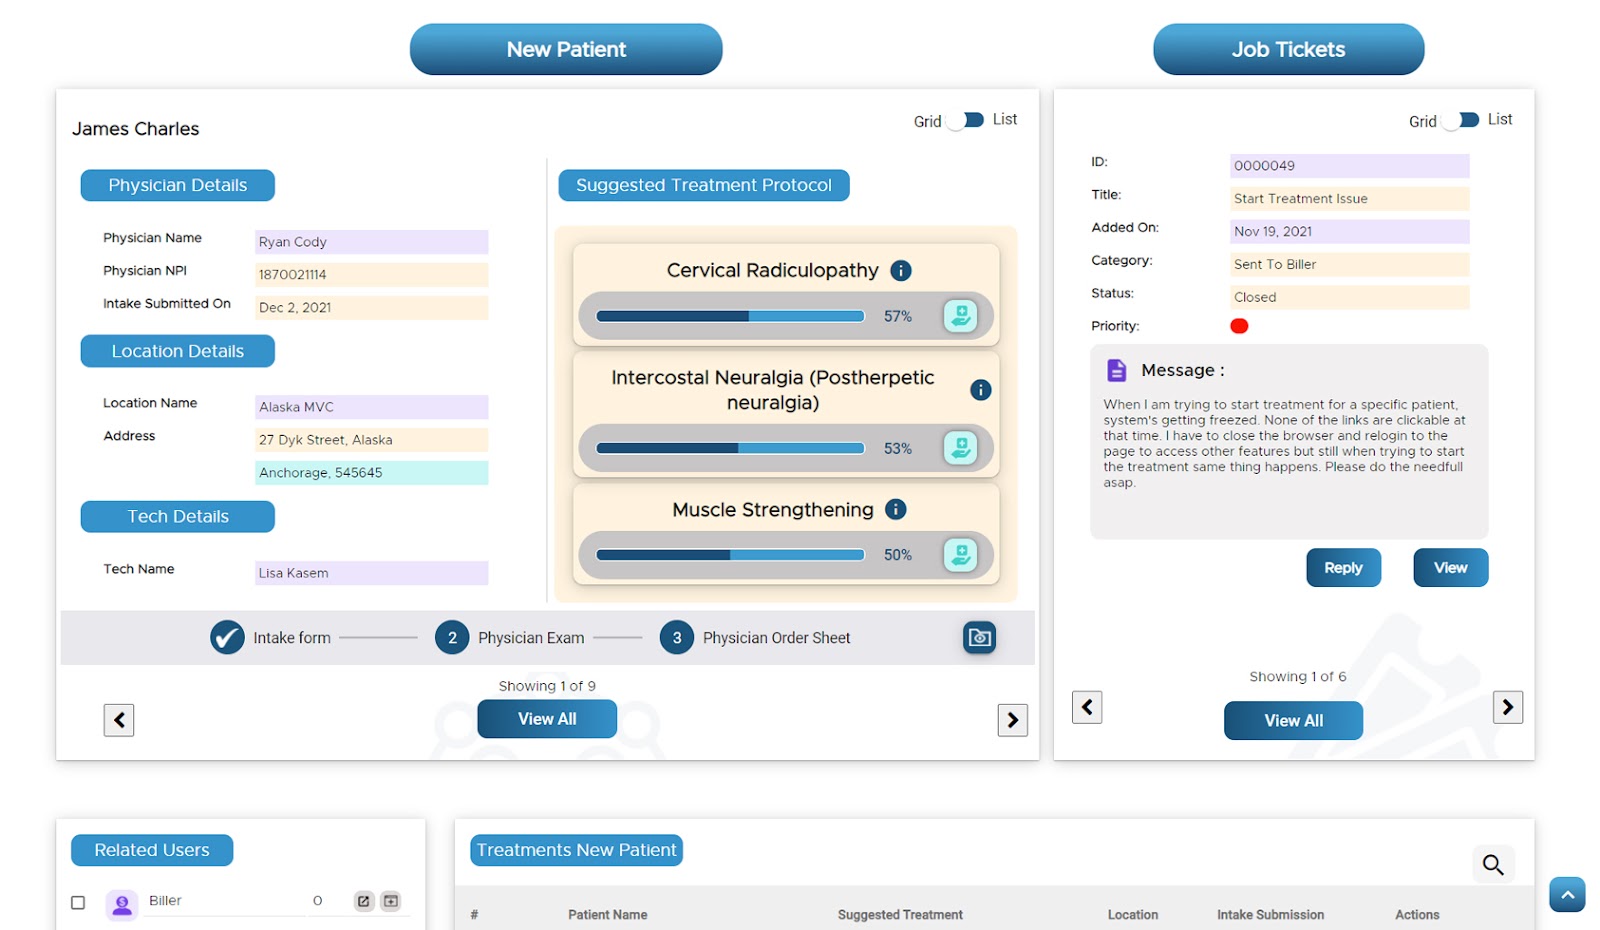 New Patient
Job Tickets
James Charles
Grid List
Physician Details
Physician Name Ryan Cody
Physician NPI 1870021114
Intake Submitted On Dec 2, 2021
Location Details
Location Name Alaska MVC
Address 27 Dyk Street, Alaska
Anchorage, 545645
Tech Details
Tech Name Lisa Kasem
Suggested Treatment Protocol
Cervical Radiculopathy i
57%
Intercostal Neuralgia (Postherpetic
neuralgia) i
53%
Muscle Strengthening i
50%
Intake form 2 Physician Exam 3 Physician Order Sheet
Showing 1 of 9
< View All >
Grid List
ID: 0000049
Title: Start Treatment Issue
Added On: Nov 19, 2021
Category: Sent To Biller
Status: Closed
Priority:
Message :
When I am trying to start treatment for a specific patient,
system's getting freezed. None of the links are clickable at
that time. I have to close the browser and relogin to the
page to access other features but still when trying to start
the treatment same thing happens. Please do the needfull
asap.
Reply View
Showing 1 of 6
< View All >
Related Users
$ Biller 0
Treatments New Patient
# Patient Name Suggested Treatment Location Intake Submission Actions